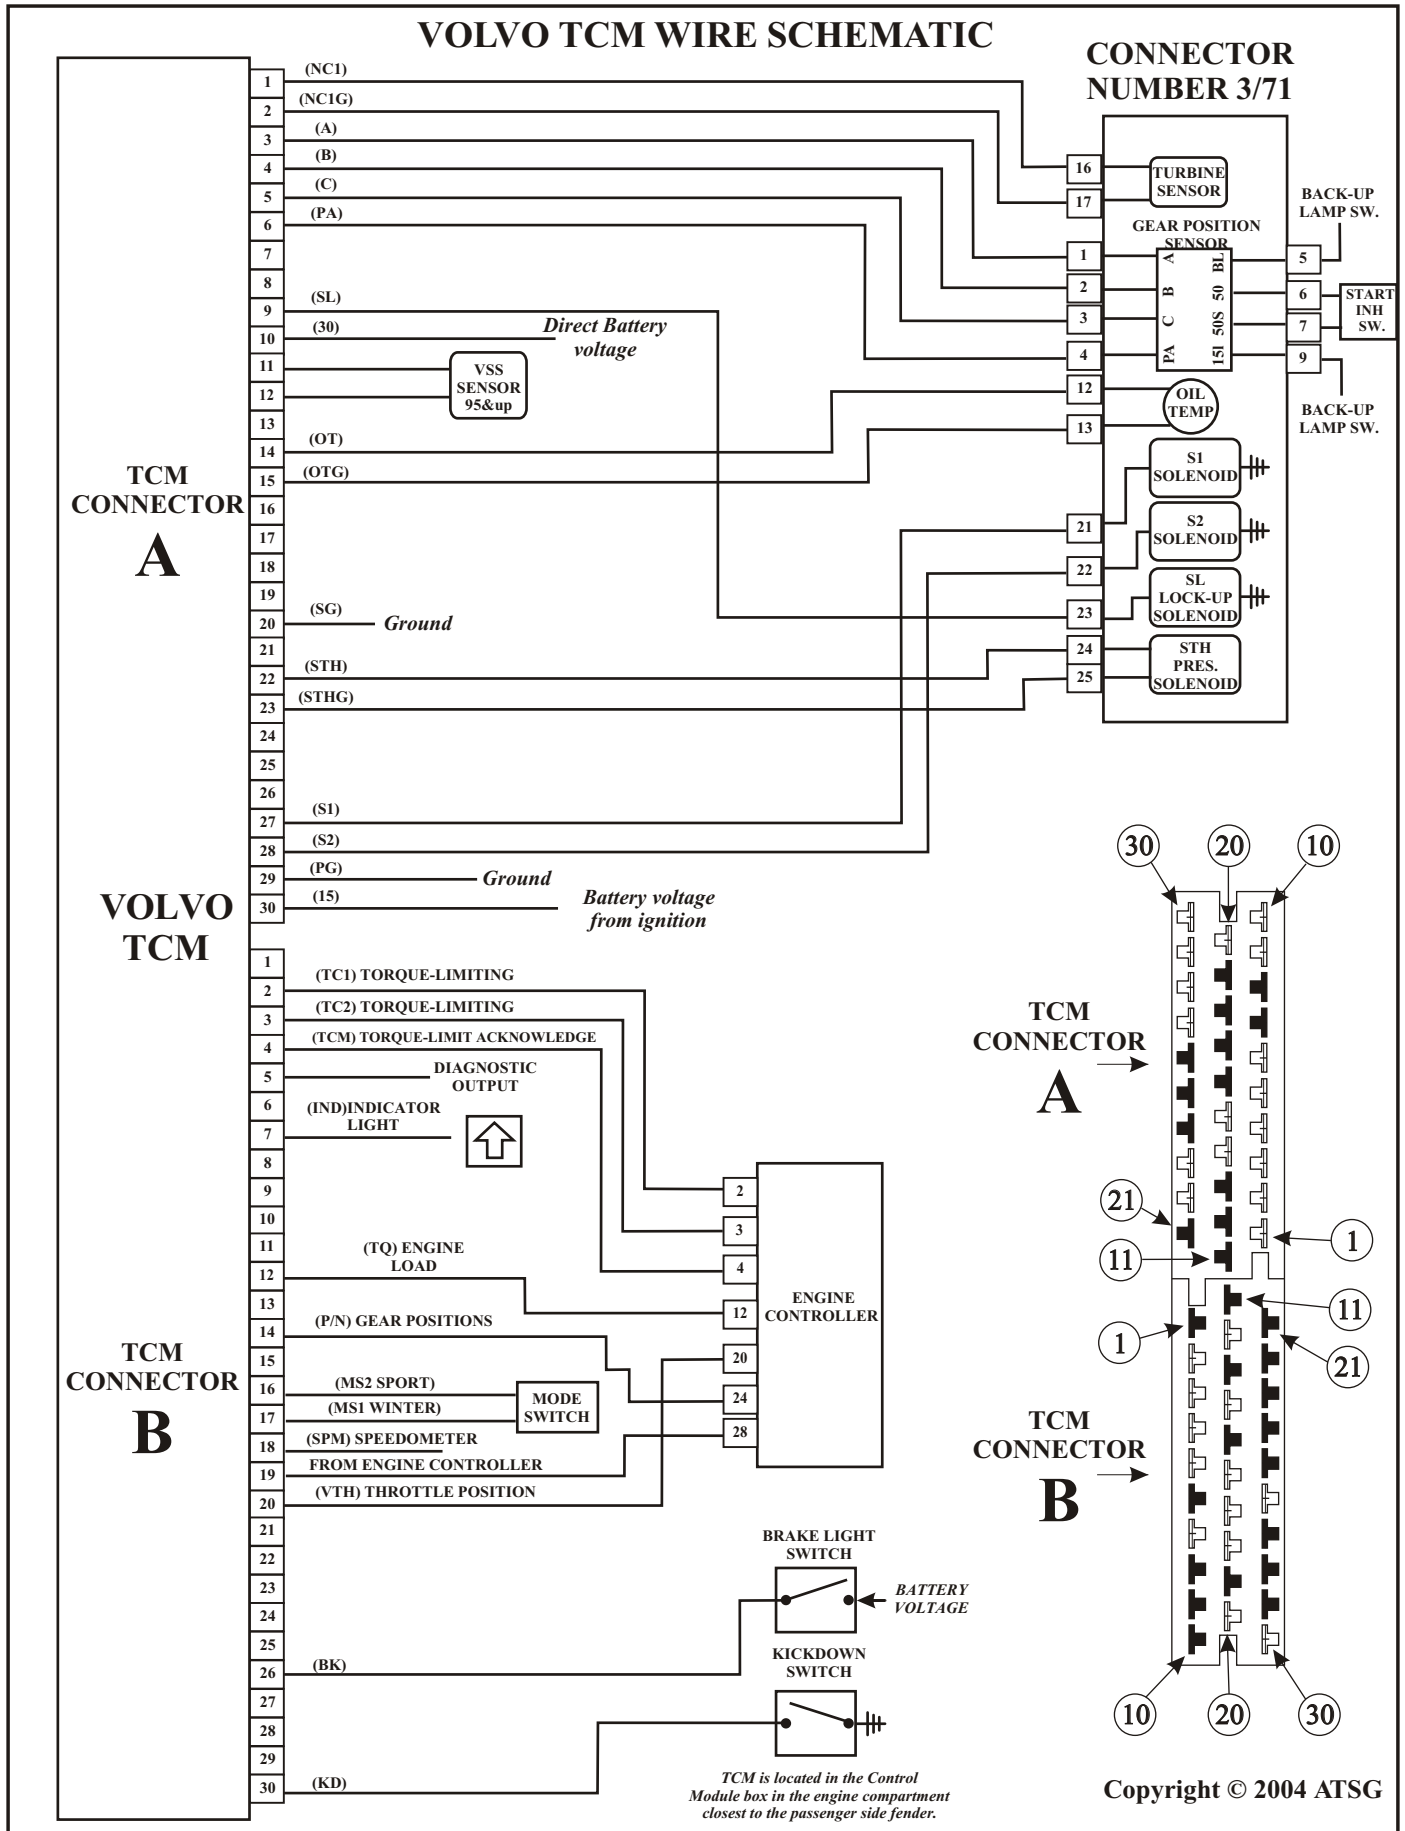 VOLVO TCM WIRE SCHEMATIC
CONNECTOR
NUMBER 3/71
1 (NC1)
2 (NC1G)
3 (A)
4 (B)
5 (C)
6 (PA)
7
8
9 (SL)
10 (30) Direct Battery
voltage
11
12
VSS
SENSOR
95&up
13
14 (OT)
15 (OTG)
16
17
18
19
20 (SG) Ground
21
22 (STH)
23 (STHG)
24
25
26
27 (S1)
28 (S2)
29 (PG) Ground
30 (15) Battery voltage
from ignition
TCM
CONNECTOR
A
VOLVO
TCM
16
17
TURBINE
SENSOR
GEAR POSITION
SENSOR
1
2
3
4
A
B
C
PA
BL
50
50S
15I
5
6
7
9
BACK-UP
LAMP SW.
START
INH
SW.
BACK-UP
LAMP SW.
12
13
OIL
TEMP
21
S1
SOLENOID
22
S2
SOLENOID
23
SL
LOCK-UP
SOLENOID
24
25
STH
PRES.
SOLENOID
1
2 (TC1) TORQUE-LIMITING
3 (TC2) TORQUE-LIMITING
4 (TCM) TORQUE-LIMIT ACKNOWLEDGE
5 DIAGNOSTIC
OUTPUT
6
7 (IND)INDICATOR
LIGHT
8
9
10
11
12 (TQ) ENGINE
LOAD
13
14 (P/N) GEAR POSITIONS
15
16 (MS2 SPORT)
17 (MS1 WINTER)
MODE
SWITCH
18 (SPM) SPEEDOMETER
19 FROM ENGINE CONTROLLER
20 (VTH) THROTTLE POSITION
21
22
23
24
25
26 (BK)
27
28
29
30 (KD)
TCM
CONNECTOR
B
2
3
4
12
20
24
28
ENGINE
CONTROLLER
BRAKE LIGHT
SWITCH
BATTERY
VOLTAGE
KICKDOWN
SWITCH
TCM is located in the Control
Module box in the engine compartment
closest to the passenger side fender.
30
20
10
TCM
CONNECTOR
A
21
11
1
11
1
21
TCM
CONNECTOR
B
10
20
30
Copyright © 2004 ATSG